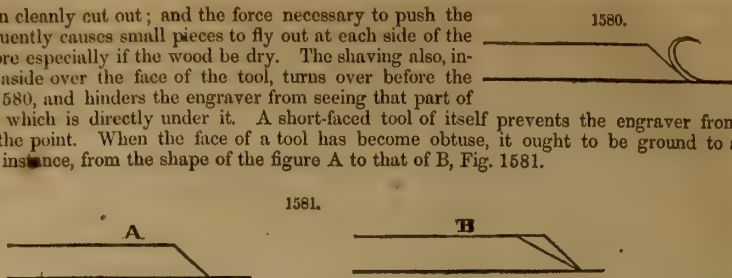 n cleanly cut out; and the force necessary to push the
1580.
quently causes small pieces to fly out at each side of the
ore especially if the wood be dry. The shaving also, in-
aside over the face of the tool, turns over before the
580, and hinders the engraver from seeing that part of
which is directly under it. A short-faced tool of itself prevents the engraver from
the point. When the face of a tool has become obtuse, it ought to be ground to a
instance, from the shape of the figure A to that of B, Fig. 1581.
1581.
A B